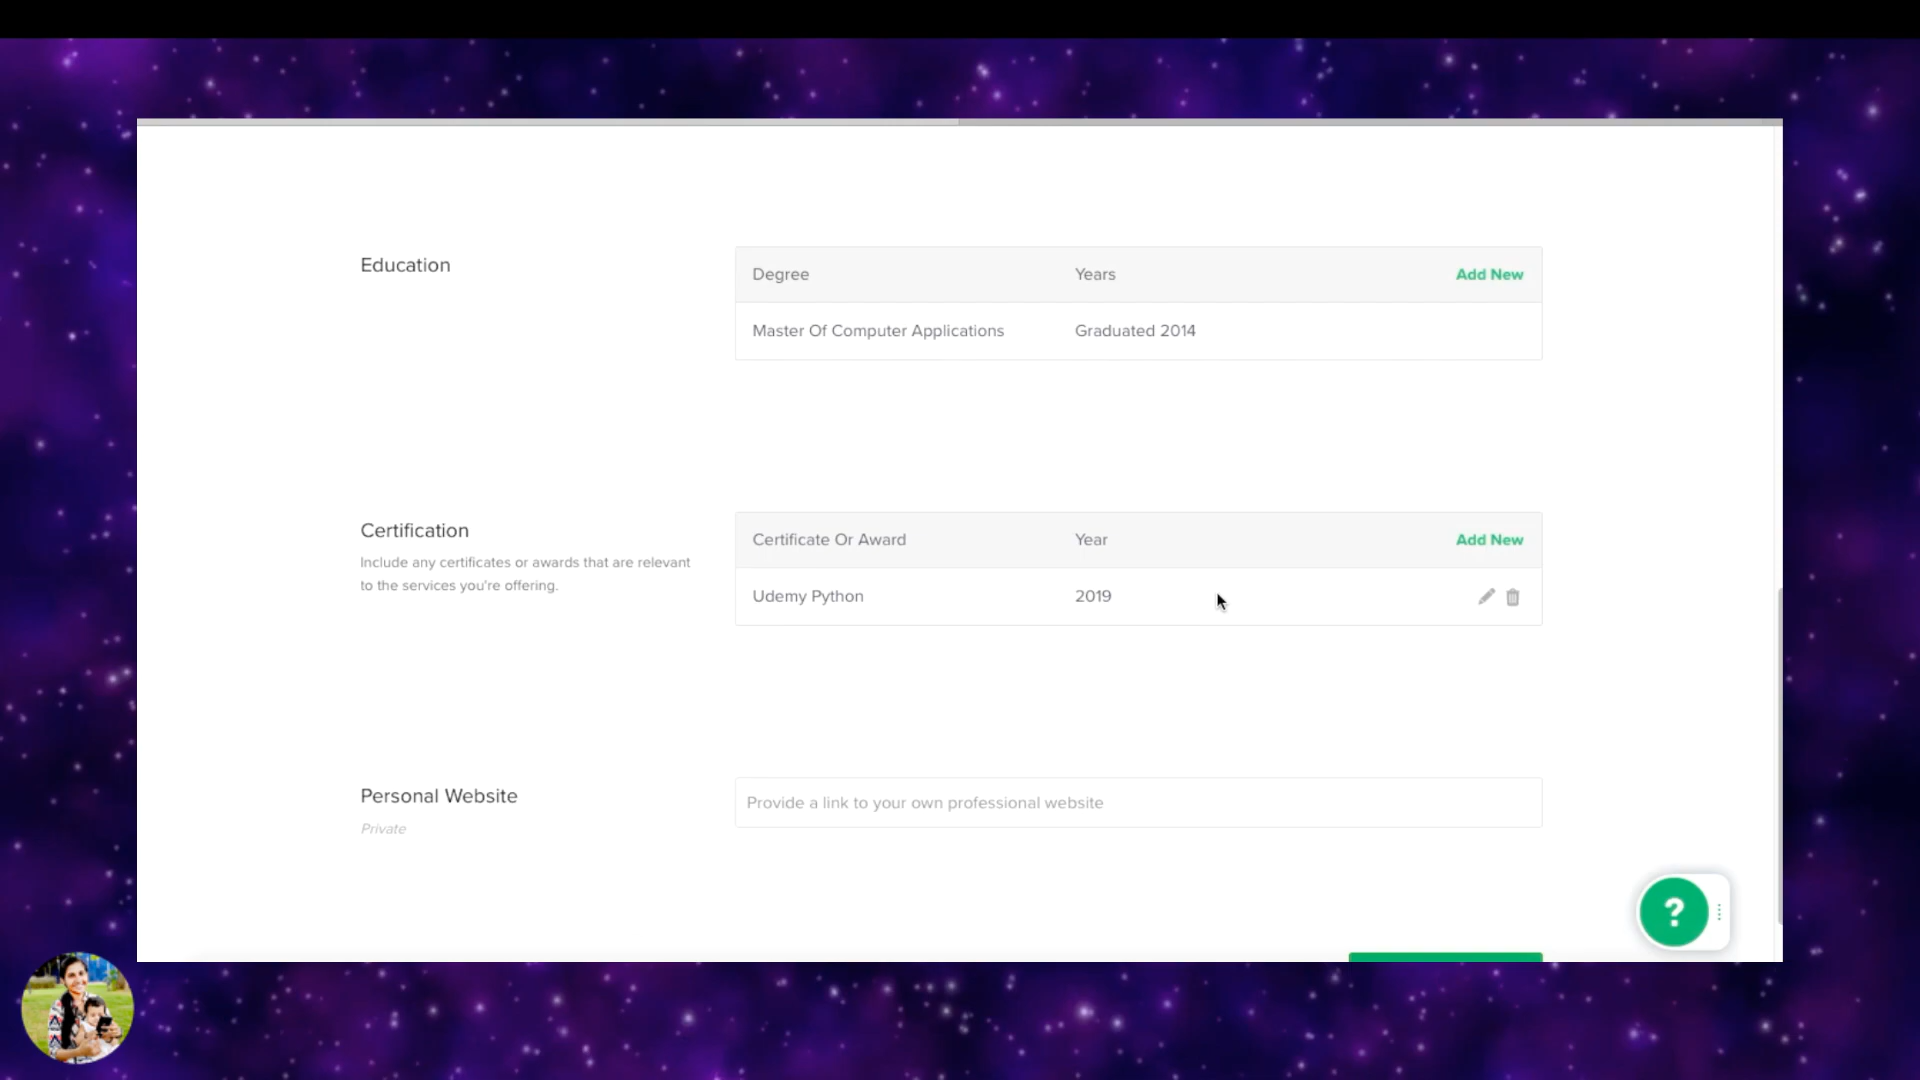 Education
Degree Years Add New
Master Of Computer Applications Graduated 2014
Certification
Include any certificates or awards that are relevant
to the services you're offering.
Certificate Or Award Year Add New
Udemy Python 2019
Personal Website
Private
Provide a link to your own professional website
?